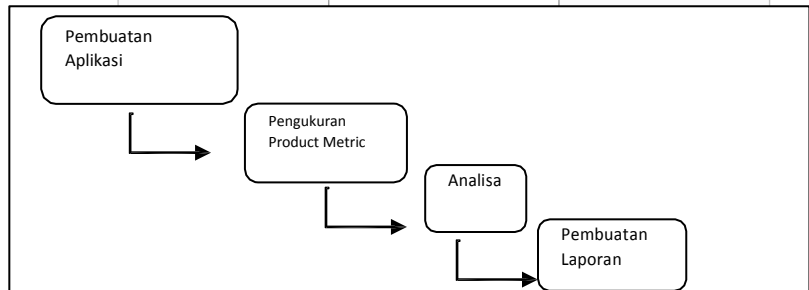 Pembuatan
Aplikasi
Pengukuran
Product Metric
Analisa
Pembuatan
Laporan